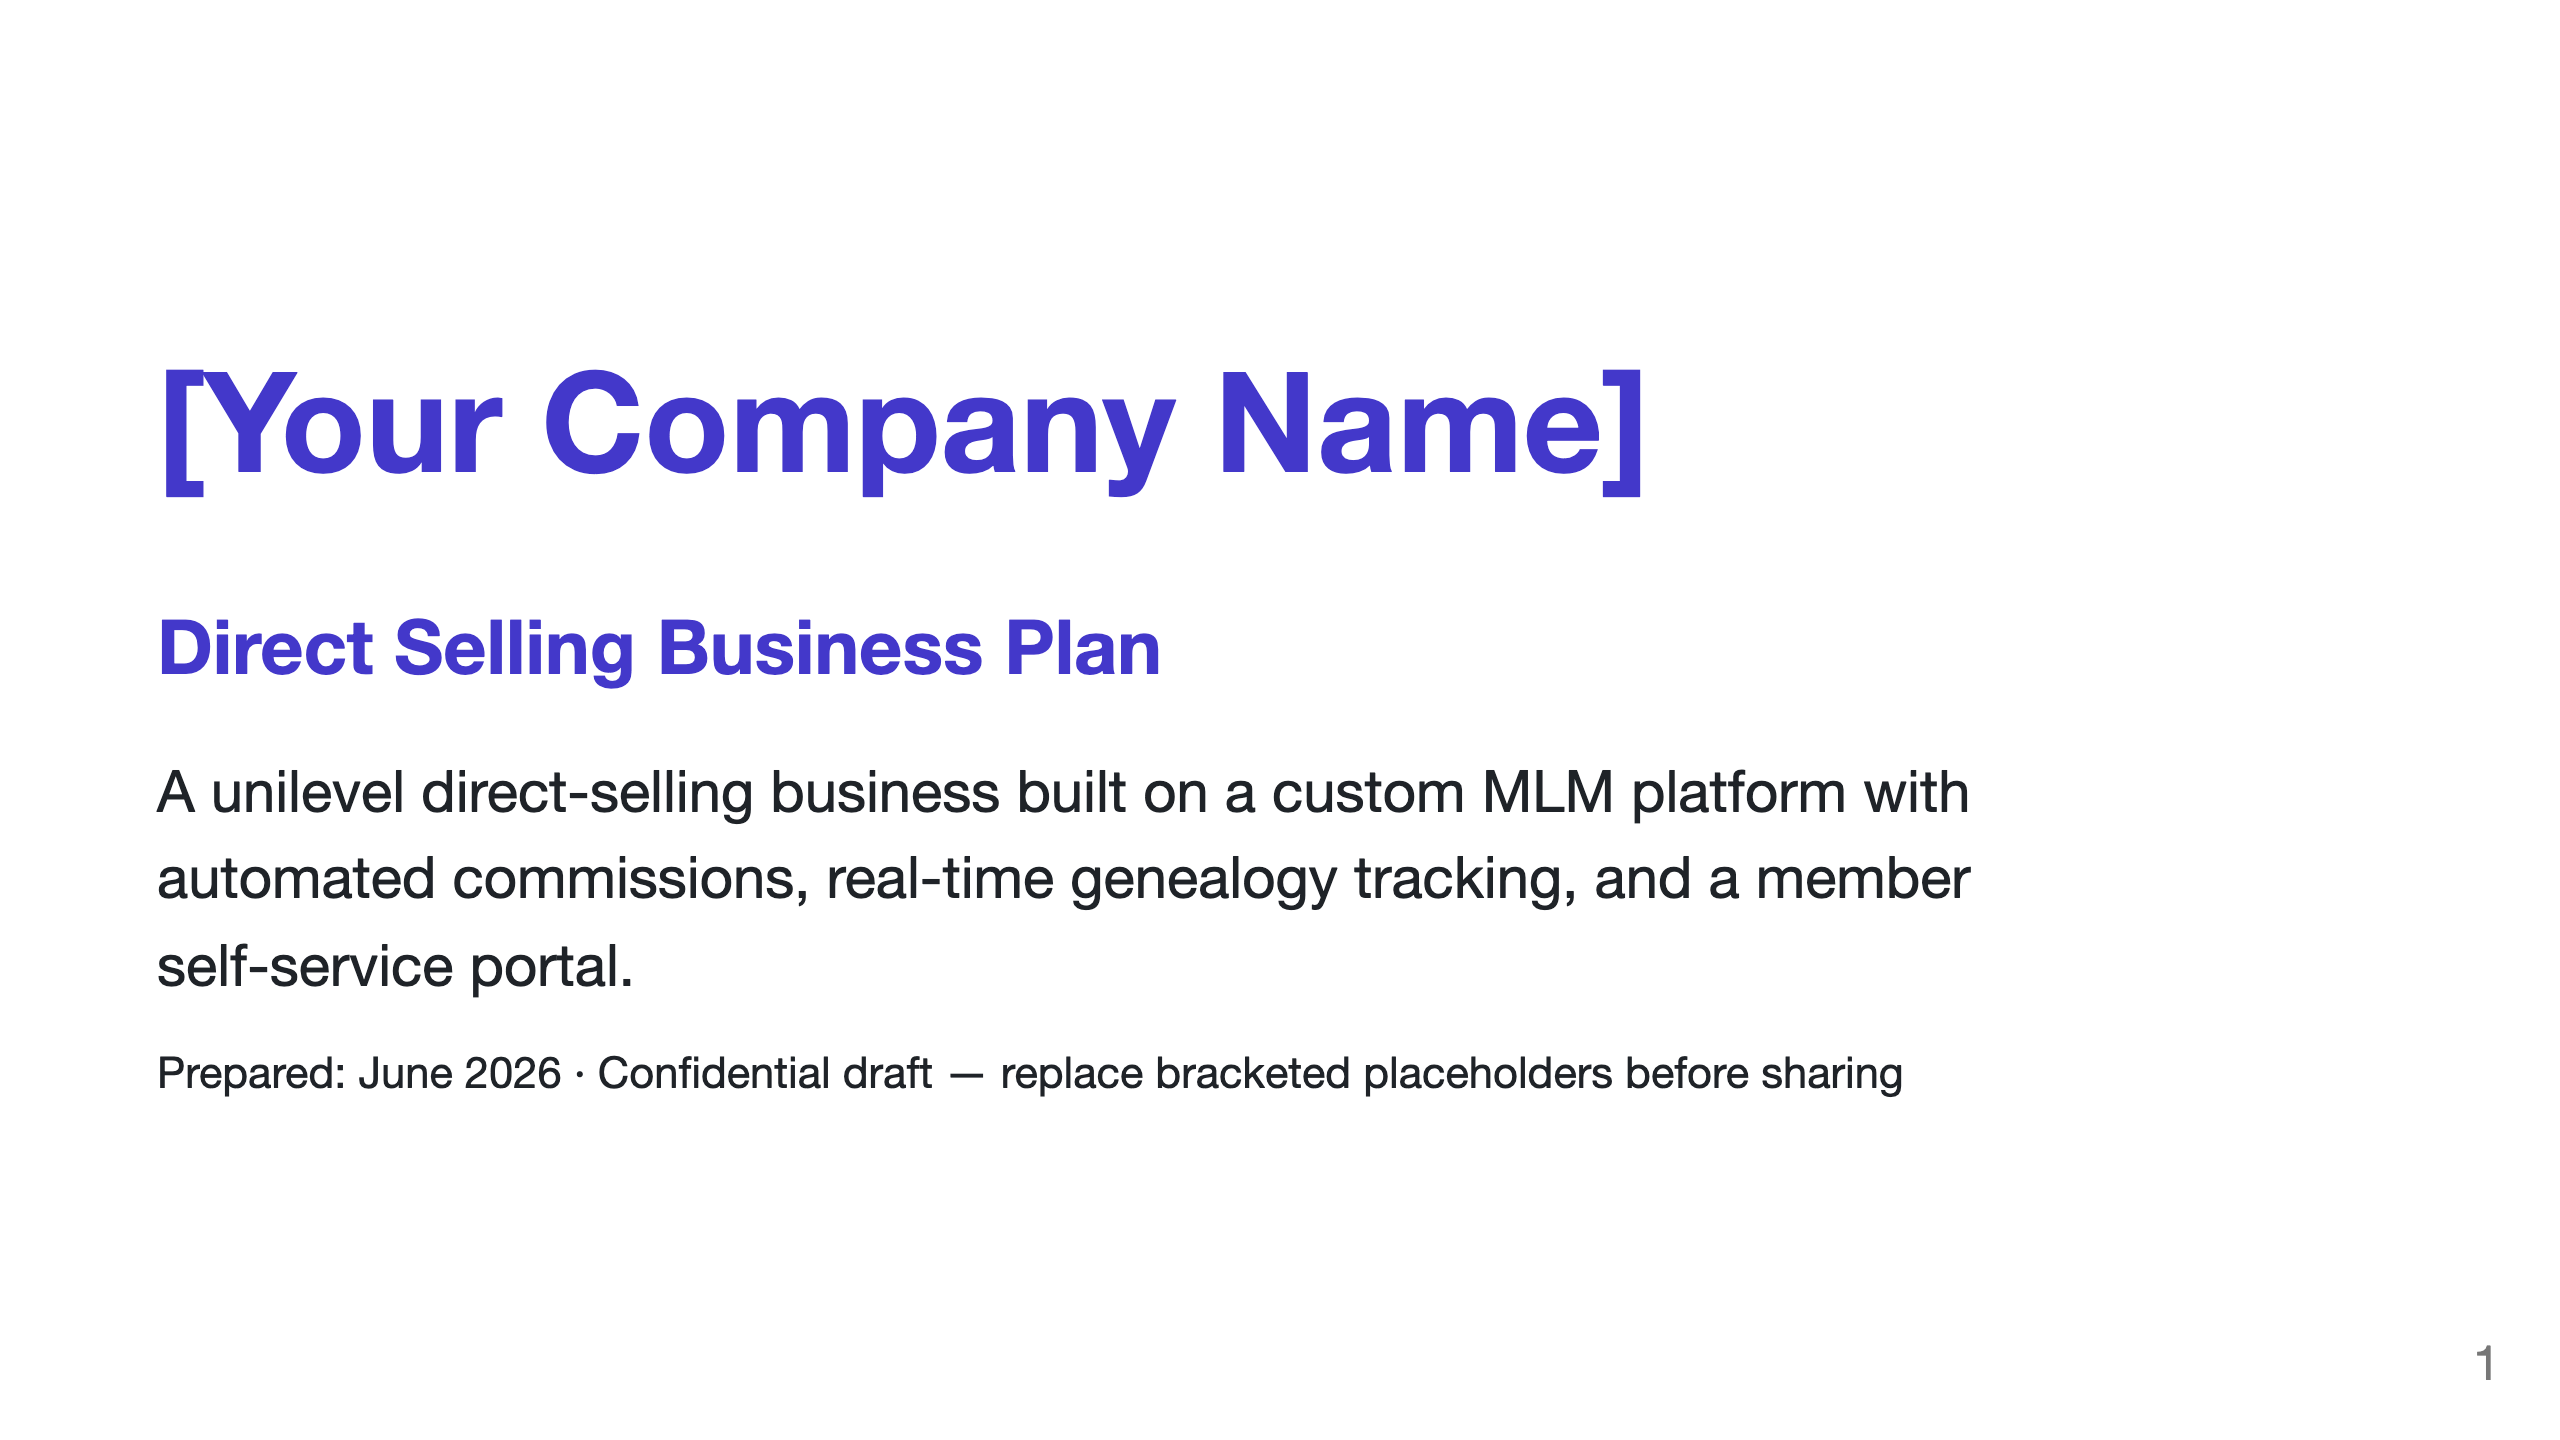 [Your Company Name]
Direct Selling Business Plan
A unilevel direct-selling business built on a custom MLM platform with
automated commissions, real-time genealogy tracking, and a member
self-service portal.
Prepared: June 2026 · Confidential draft — replace bracketed placeholders before sharing
1